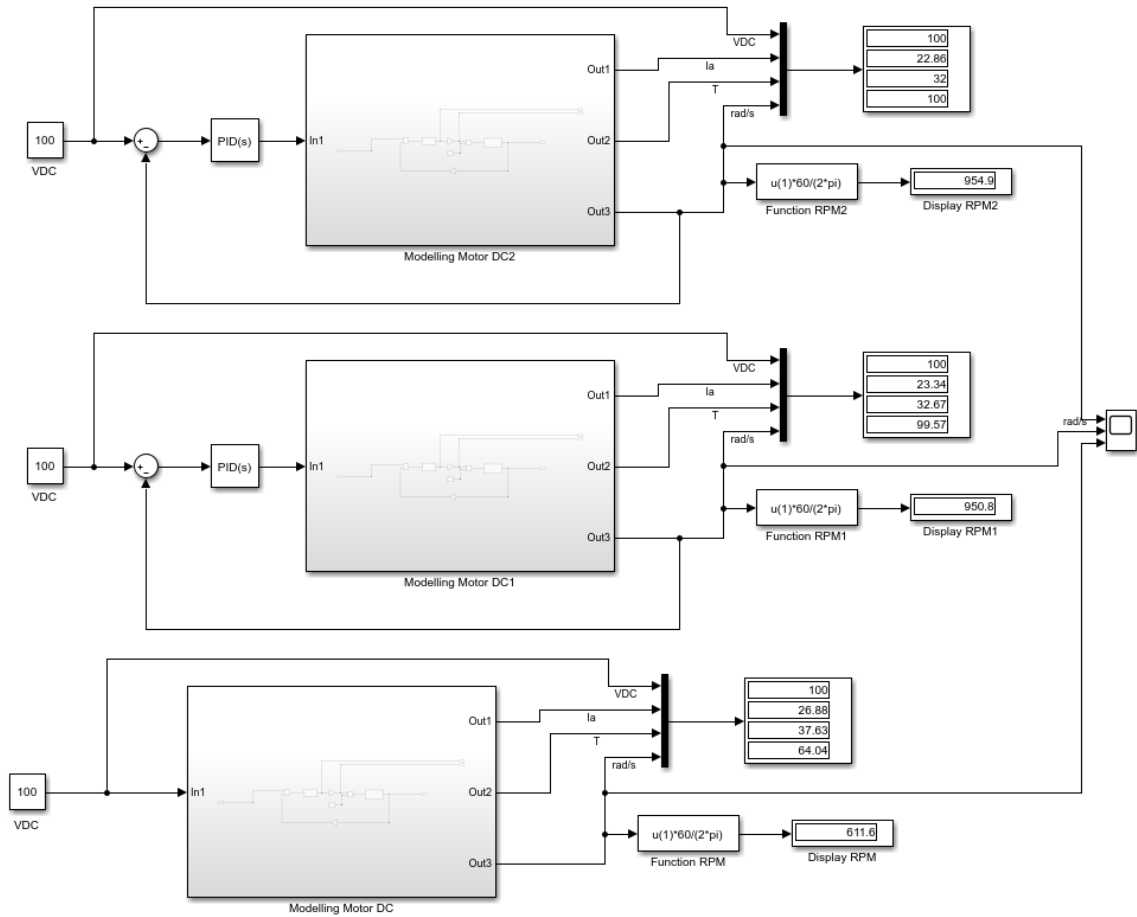 VDC
100
22.86
32
100
Out1
Ia
T
rad/s
100
VDC
+
-
PID(s)
In1
Out2
Out3
Modelling Motor DC2
u(1)*60/(2*pi)
Function RPM2
954.9
Display RPM2
VDC
100
23.34
32.67
99.57
Out1
Ia
T
rad/s
rad/s
100
VDC
+
-
PID(s)
In1
Out2
Out3
Modelling Motor DC1
u(1)*60/(2*pi)
Function RPM1
950.8
Display RPM1
VDC
100
26.88
37.63
64.04
Out1
Ia
T
rad/s
100
VDC
In1
Out2
Out3
Modelling Motor DC
u(1)*60/(2*pi)
Function RPM
611.6
Display RPM